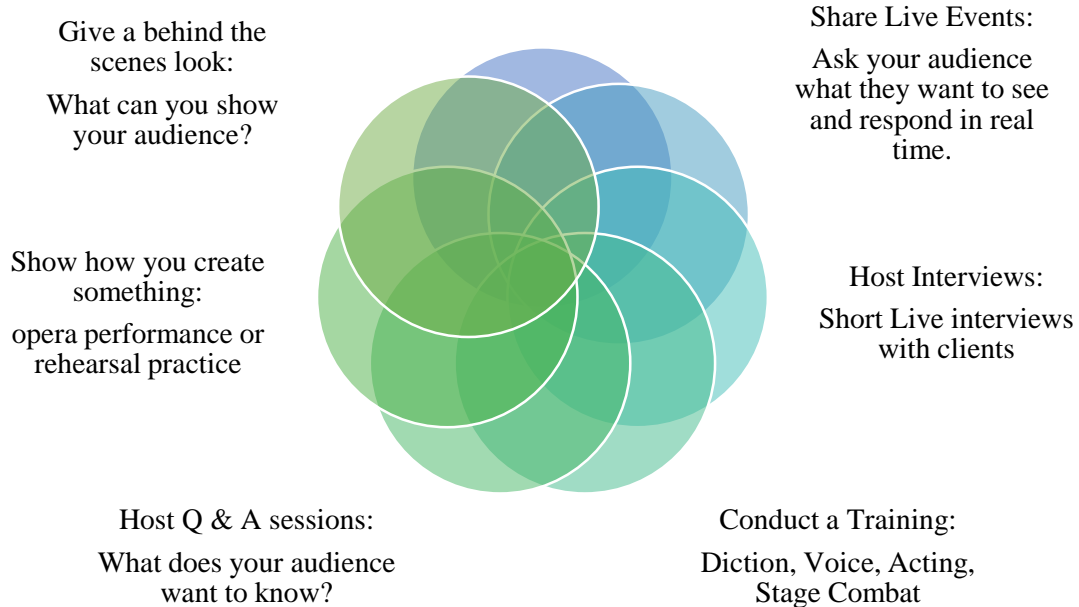 Give a behind the
scenes look:
What can you show
your audience?
Share Live Events:
Ask your audience
what they want to see
and respond in real
time.
Show how you create
something:
opera performance or
rehearsal practice
Host Interviews:
Short Live interviews
with clients
Host Q & A sessions:
What does your audience
want to know?
Conduct a Training:
Diction, Voice, Acting,
Stage Combat